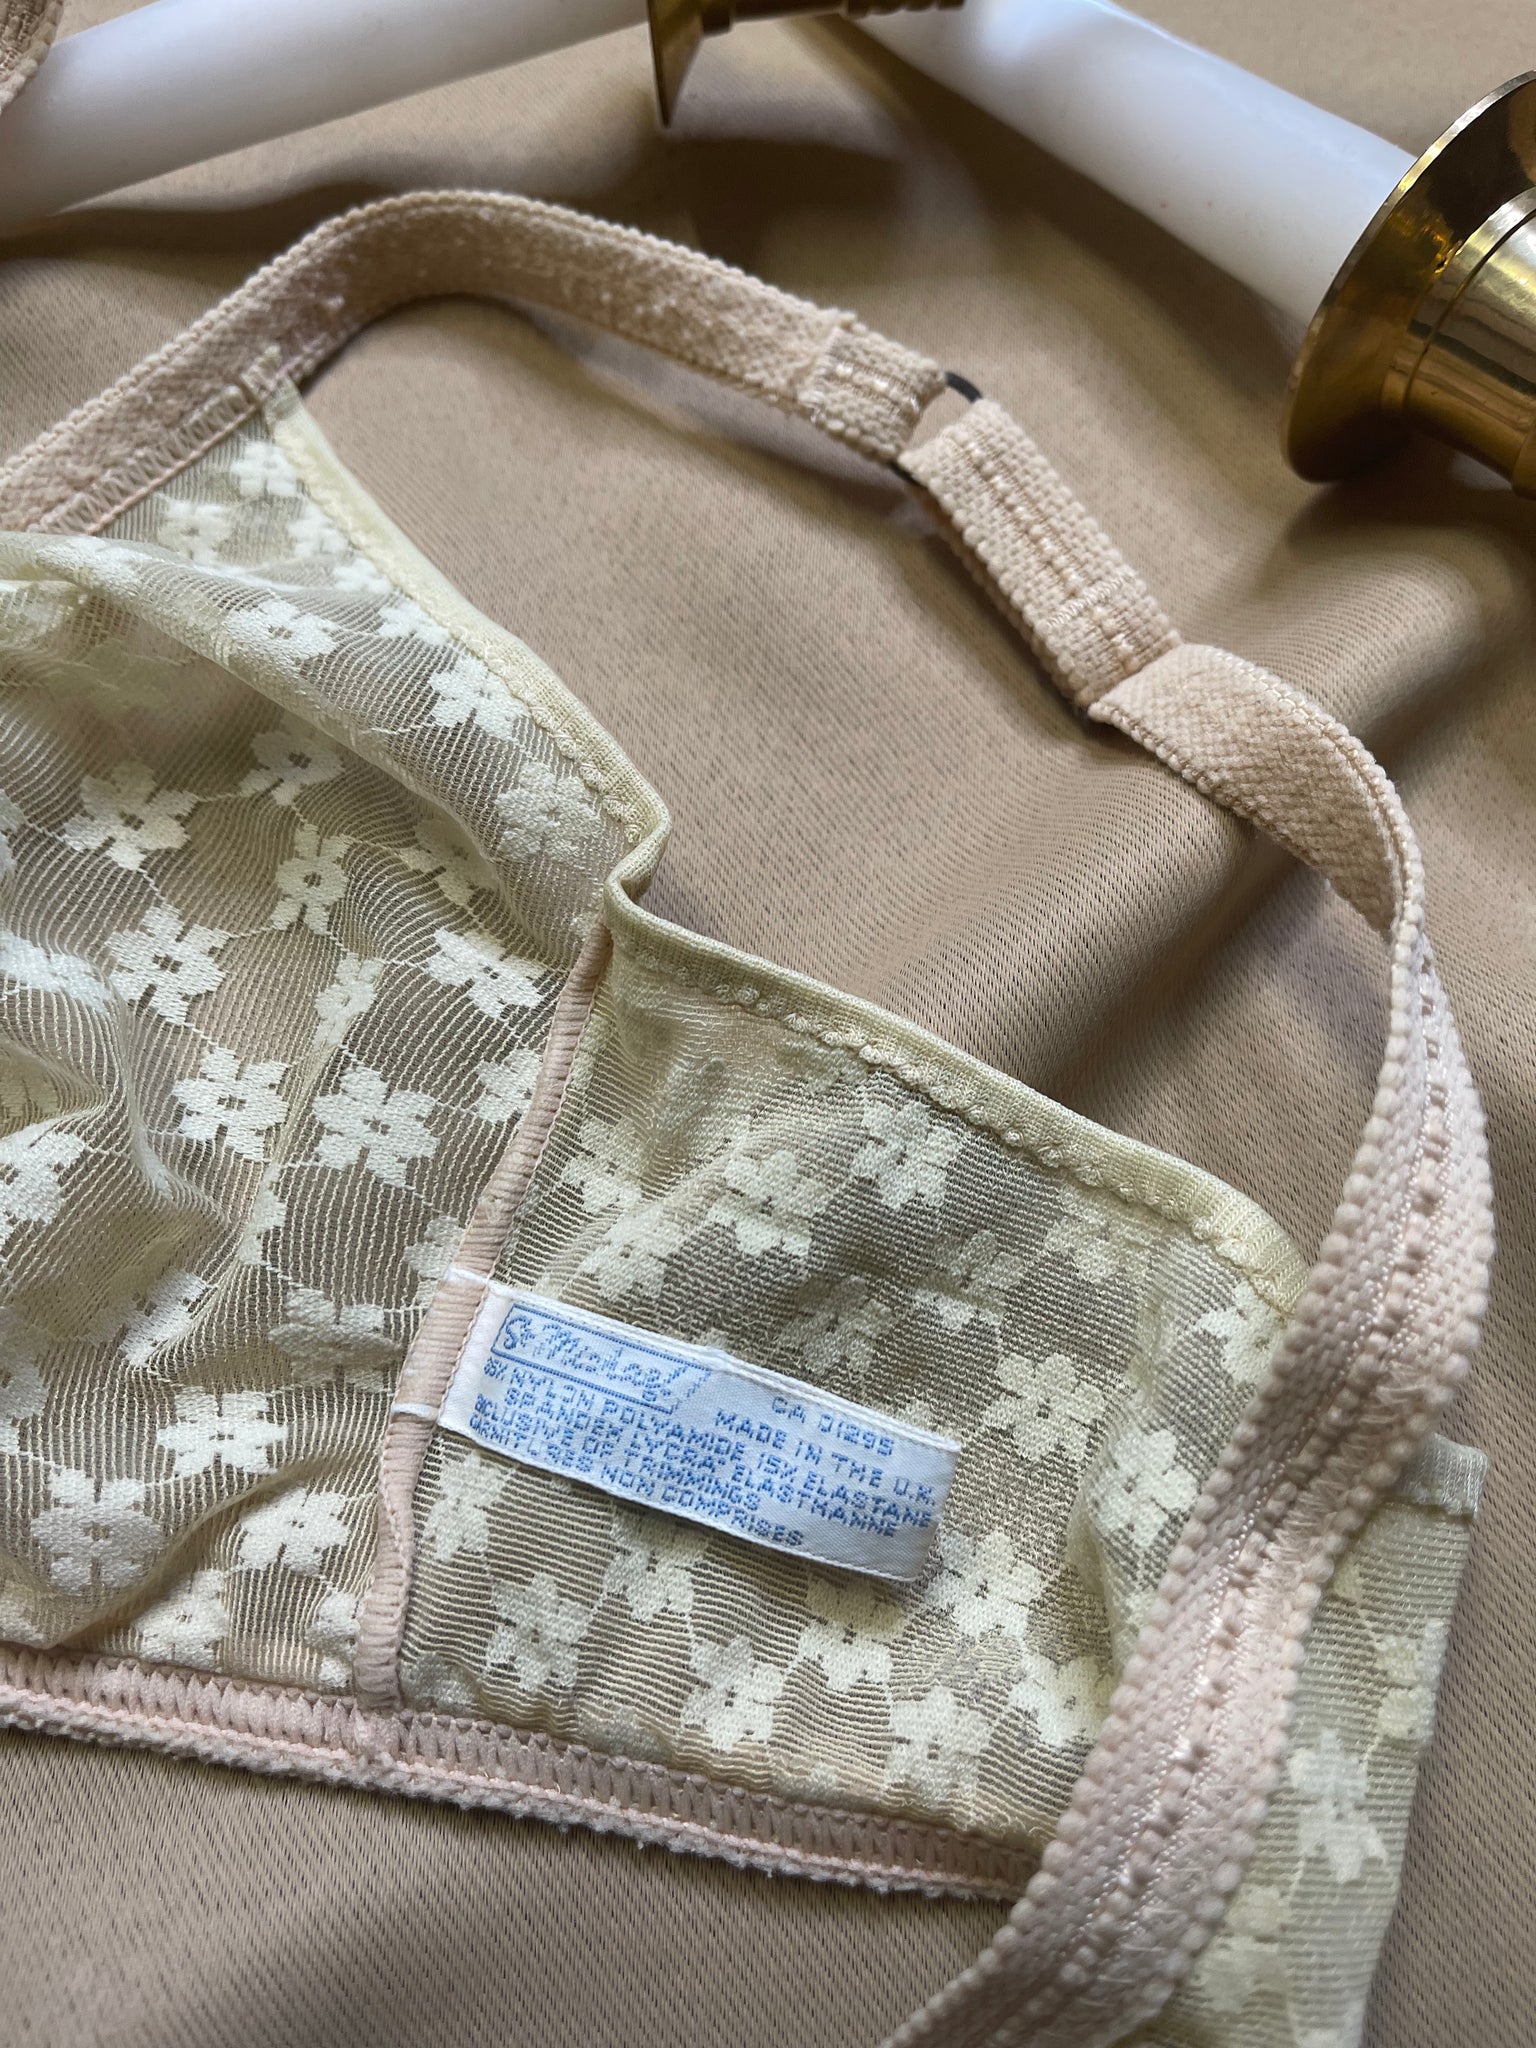 St Michael
CA 01295
MADE IN THE U.K.
85% NYLON POLYAMIDE 15% ELASTANE
SPANDEX LYCRA ELASTHANNE
EXCLUSIVE OF TRIMMINGS
GARNITURES NON COMPRISES